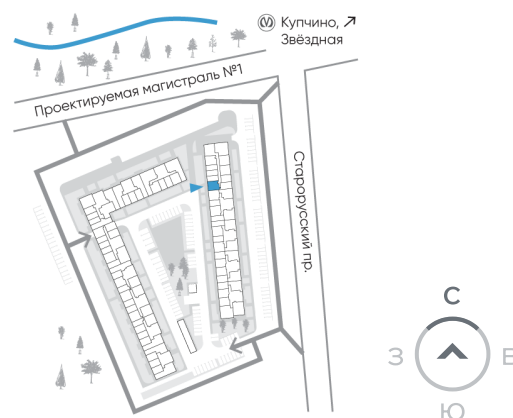 Купчино,
Звёздная
Проектируемая магистраль №1
Старорусский пр.
С
З
В
Ю